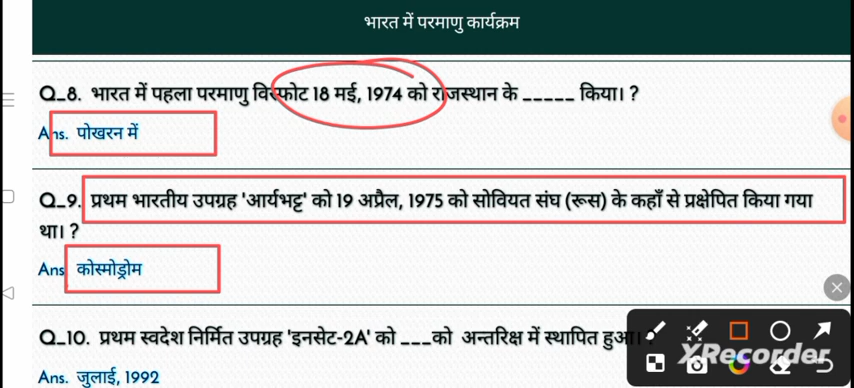 भारत में परमाणु कार्यक्रम
Q_8. भारत में पहला परमाणु विस्फोट 18 मई, 1974 को राजस्थान के _____ किया। ?
Ans. पोखरन में
Q_9. प्रथम भारतीय उपग्रह 'आर्यभट्ट' को 19 अप्रैल, 1975 को सोवियत संघ (रूस) के कहाँ से प्रक्षेपित किया गया
था। ?
Ans कोस्मोड्रोम
Q_10. प्रथम स्वदेश निर्मित उपग्रह 'इनसेट-2A' को ___को अन्तरिक्ष में स्थापित हुआ। ?
XRecorder
Ans. जुलाई, 1992